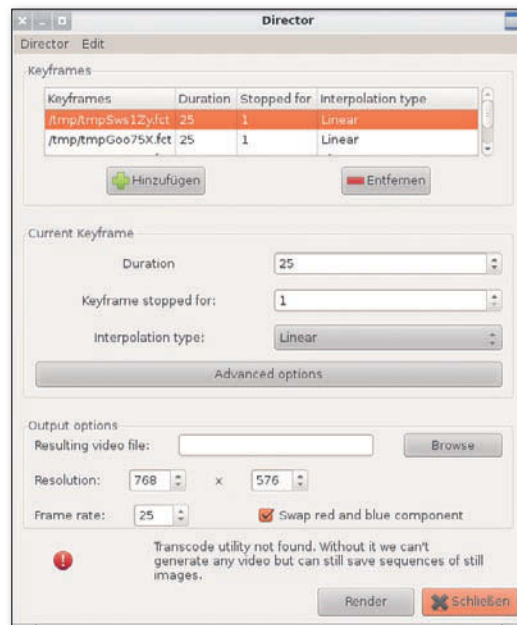 Director
Director Edit
Keyframes
Keyframes Duration Stopped for Interpolation type
/tmp/tmpSws1Zy.fct 25 1 Linear
/tmp/tmpGoo75X.fct 25 1 Linear
Hinzufügen Entfernen
Current Keyframe
Duration 25
Keyframe stopped for: 1
Interpolation type: Linear
Advanced options
Output options
Resulting video file: Browse
Resolution: 768 x 576
Frame rate: 25 Swap red and blue component
Transcode utility not found. Without it we can't
generate any video but can still save sequences of still
images.
Render Schließen